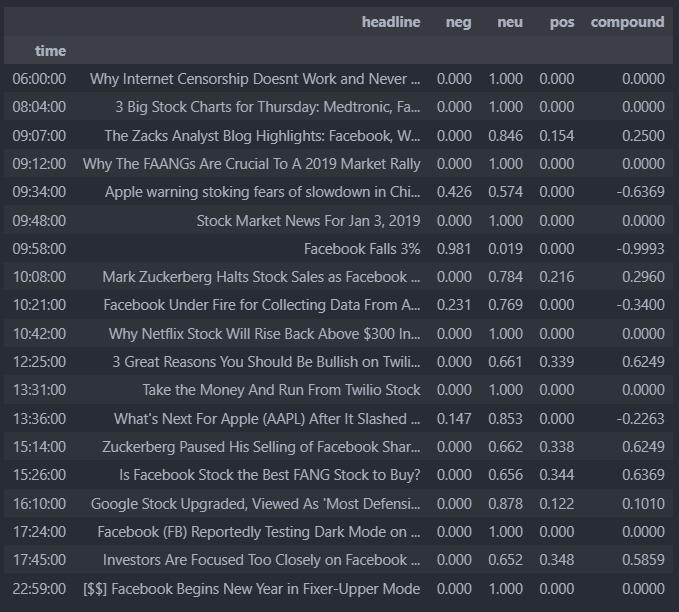 headline neg neu pos compound
time
06:00:00 Why Internet Censorship Doesnt Work and Never ... 0.000 1.000 0.000 0.0000
08:04:00 3 Big Stock Charts for Thursday: Medtronic, Fa... 0.000 1.000 0.000 0.0000
09:07:00 The Zacks Analyst Blog Highlights: Facebook, W... 0.000 0.846 0.154 0.2500
09:12:00 Why The FAANGs Are Crucial To A 2019 Market Rally 0.000 1.000 0.000 0.0000
09:34:00 Apple warning stoking fears of slowdown in Chi... 0.426 0.574 0.000 -0.6369
09:48:00 Stock Market News For Jan 3, 2019 0.000 1.000 0.000 0.0000
09:58:00 Facebook Falls 3% 0.981 0.019 0.000 -0.9993
10:08:00 Mark Zuckerberg Halts Stock Sales as Facebook ... 0.000 0.784 0.216 0.2960
10:21:00 Facebook Under Fire for Collecting Data From A... 0.231 0.769 0.000 -0.3400
10:42:00 Why Netflix Stock Will Rise Back Above $300 In... 0.000 1.000 0.000 0.0000
12:25:00 3 Great Reasons You Should Be Bullish on Twili... 0.000 0.661 0.339 0.6249
13:31:00 Take the Money And Run From Twilio Stock 0.000 1.000 0.000 0.0000
13:36:00 What's Next For Apple (AAPL) After It Slashed ... 0.147 0.853 0.000 -0.2263
15:14:00 Zuckerberg Paused His Selling of Facebook Shar... 0.000 0.662 0.338 0.6249
15:26:00 Is Facebook Stock the Best FANG Stock to Buy? 0.000 0.656 0.344 0.6369
16:10:00 Google Stock Upgraded, Viewed As 'Most Defensi... 0.000 0.878 0.122 0.1010
17:24:00 Facebook (FB) Reportedly Testing Dark Mode on ... 0.000 1.000 0.000 0.0000
17:45:00 Investors Are Focused Too Closely on Facebook ... 0.000 0.652 0.348 0.5859
22:59:00 [$$] Facebook Begins New Year in Fixer-Upper Mode 0.000 1.000 0.000 0.0000